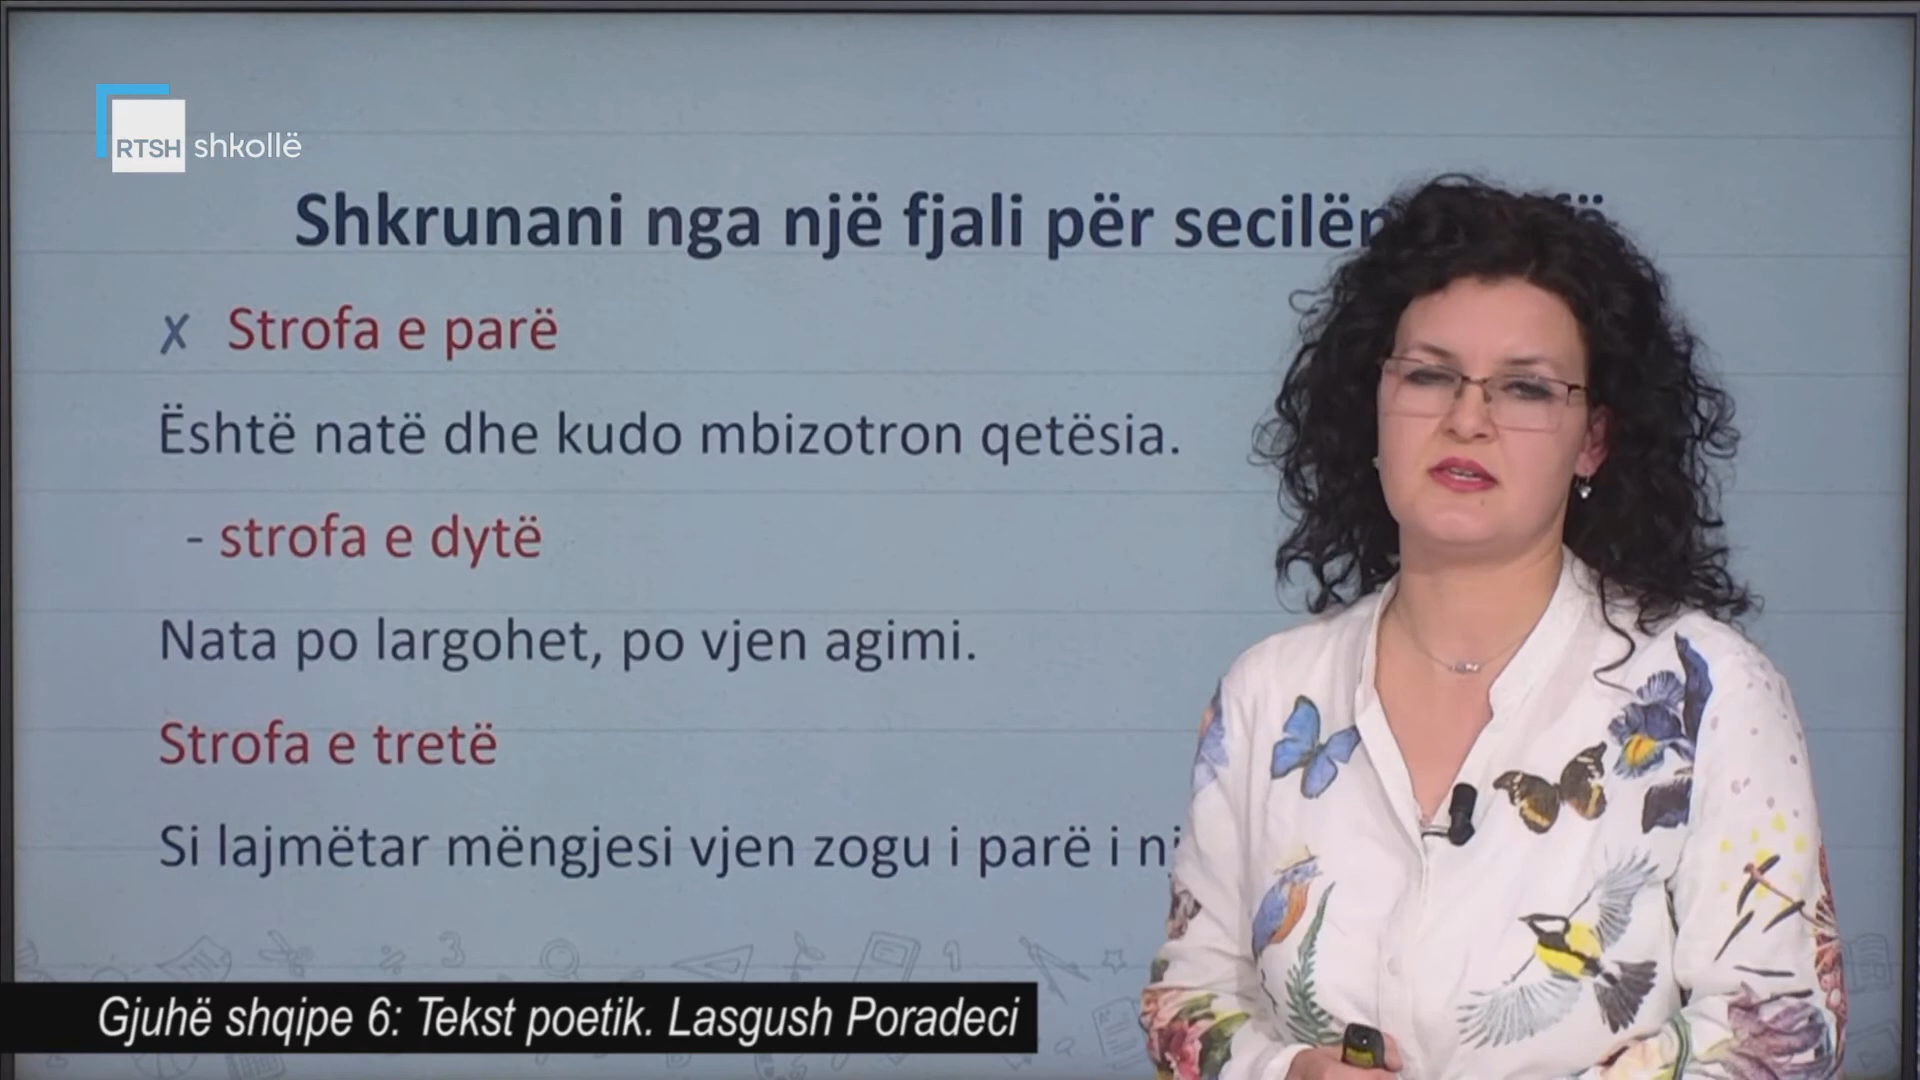 RTSH shkollë
Shkrunani nga një fjali për secilën
x Strofa e parë
Është natë dhe kudo mbizotron qetësia.
- strofa e dytë
Nata po largohet, po vjen agimi.
Strofa e tretë
Si lajmëtar mëngjesi vjen zogu i parë i
Gjuhë shqipe 6: Tekst poetik. Lasgush Poradeci